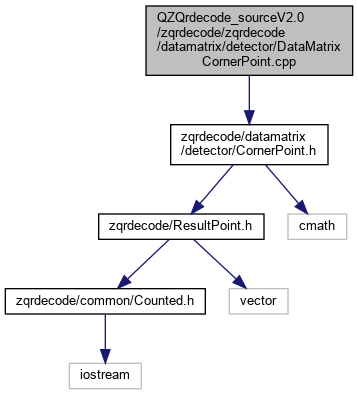 QZQrdecode_sourceV2.0
/zqrdecode/zqrdecode
/datamatrix/detector/DataMatrix
CornerPoint.cpp
zqrdecode/datamatrix
/detector/CornerPoint.h
zqrdecode/ResultPoint.h
cmath
zqrdecode/common/Counted.h
vector
iostream